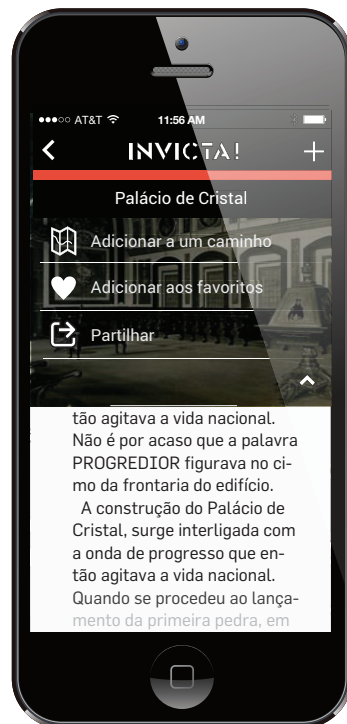 AT&T
11:56 AM
INVICTA!
Palácio de Cristal
Adicionar a um caminho
Adicionar aos favoritos
Partilhar
tão agitava a vida nacional.
Não é por acaso que a palavra
PROGREDIOR figurava no ci-
mo da frontaria do edifício.
A construção do Palácio de
Cristal, surge interligada com
a onda de progresso que en-
tão agitava a vida nacional.
Quando se procedeu ao lança-
mento da primeira pedra, em